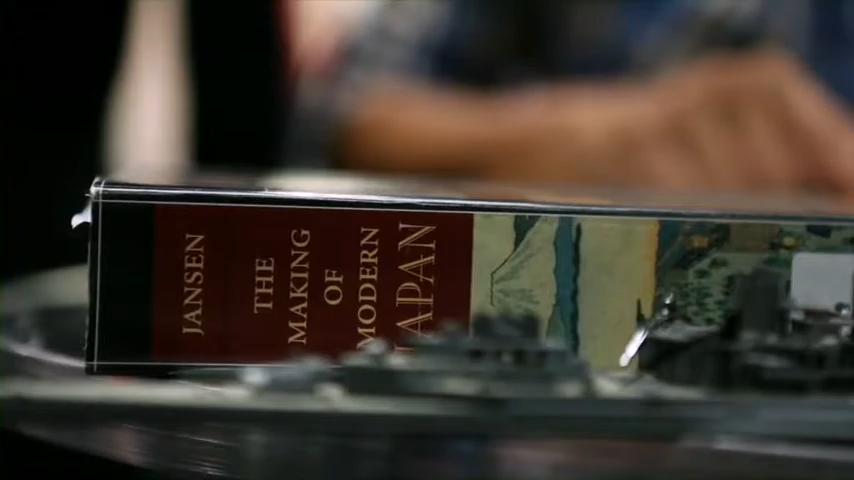 JANSEN
THE
MAKING
OF
MODERN
JAPAN